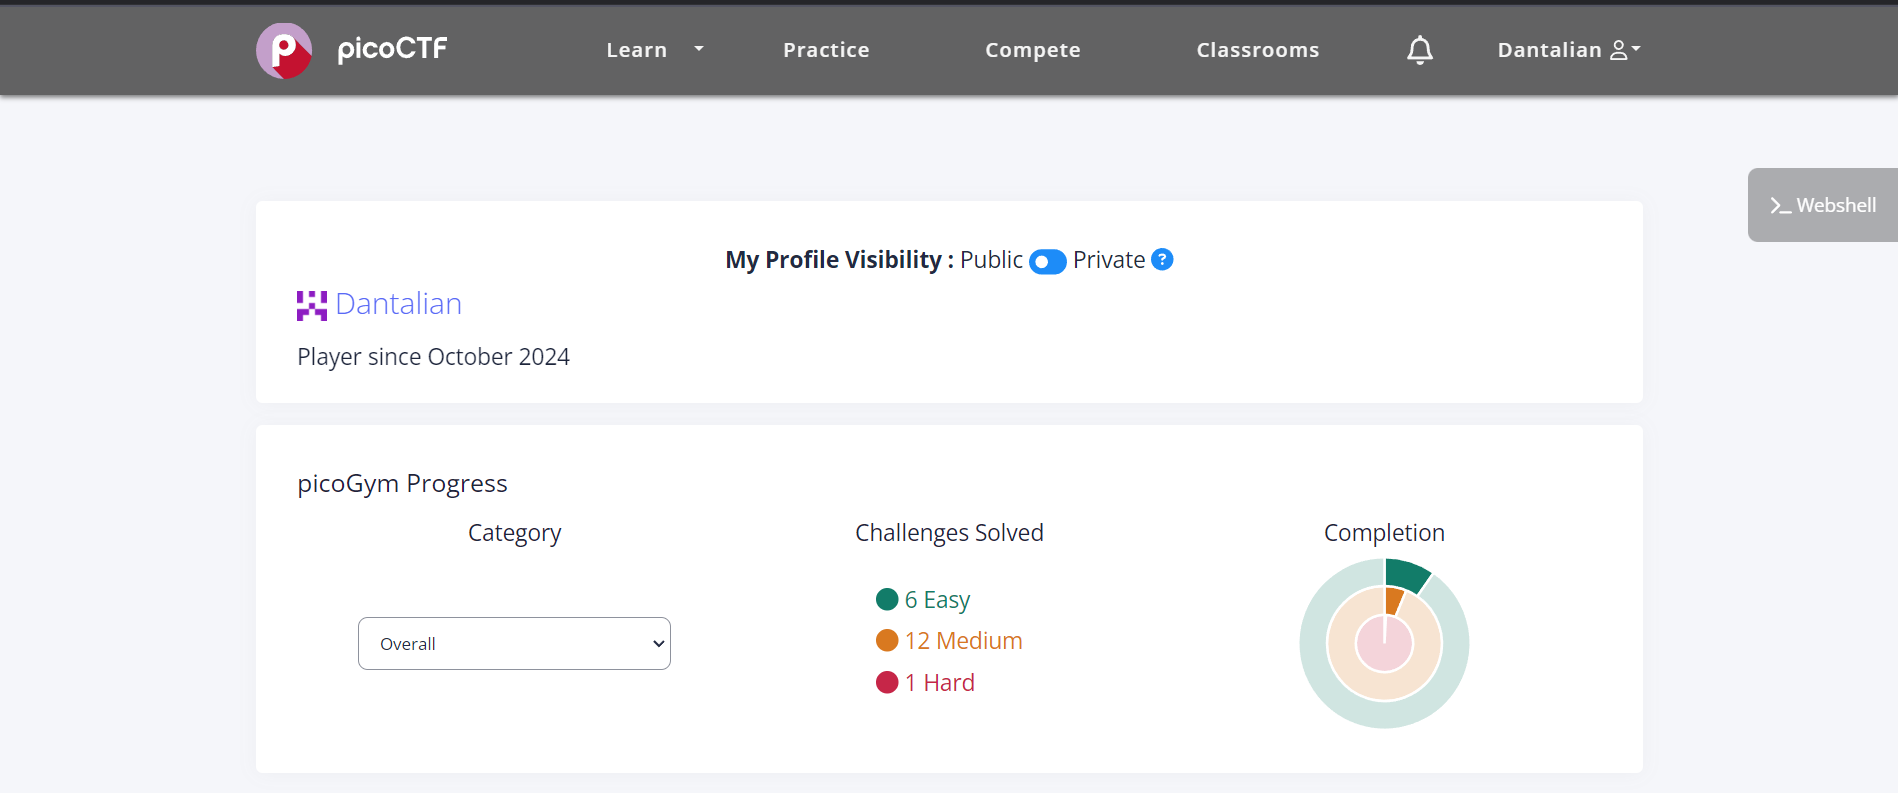 picoCTF
Learn
Practice
Compete
Classrooms
Dantalian
>_ Webshell
My Profile Visibility : Public Private ?
Dantalian
Player since October 2024
picoGym Progress
Category
Challenges Solved
Completion
Overall
6 Easy
12 Medium
1 Hard